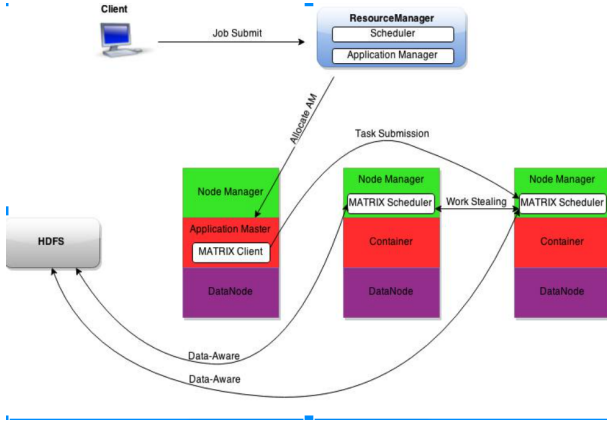 Client
ResourceManager
Scheduler
Application Manager
Job Submit
Allocate AM
Task Submission
Node Manager
Node Manager
Node Manager
MATRIX Scheduler
Work Stealing
MATRIX Scheduler
Application Master
MATRIX Client
Container
Container
HDFS
DataNode
DataNode
DataNode
Data-Aware
Data-Aware